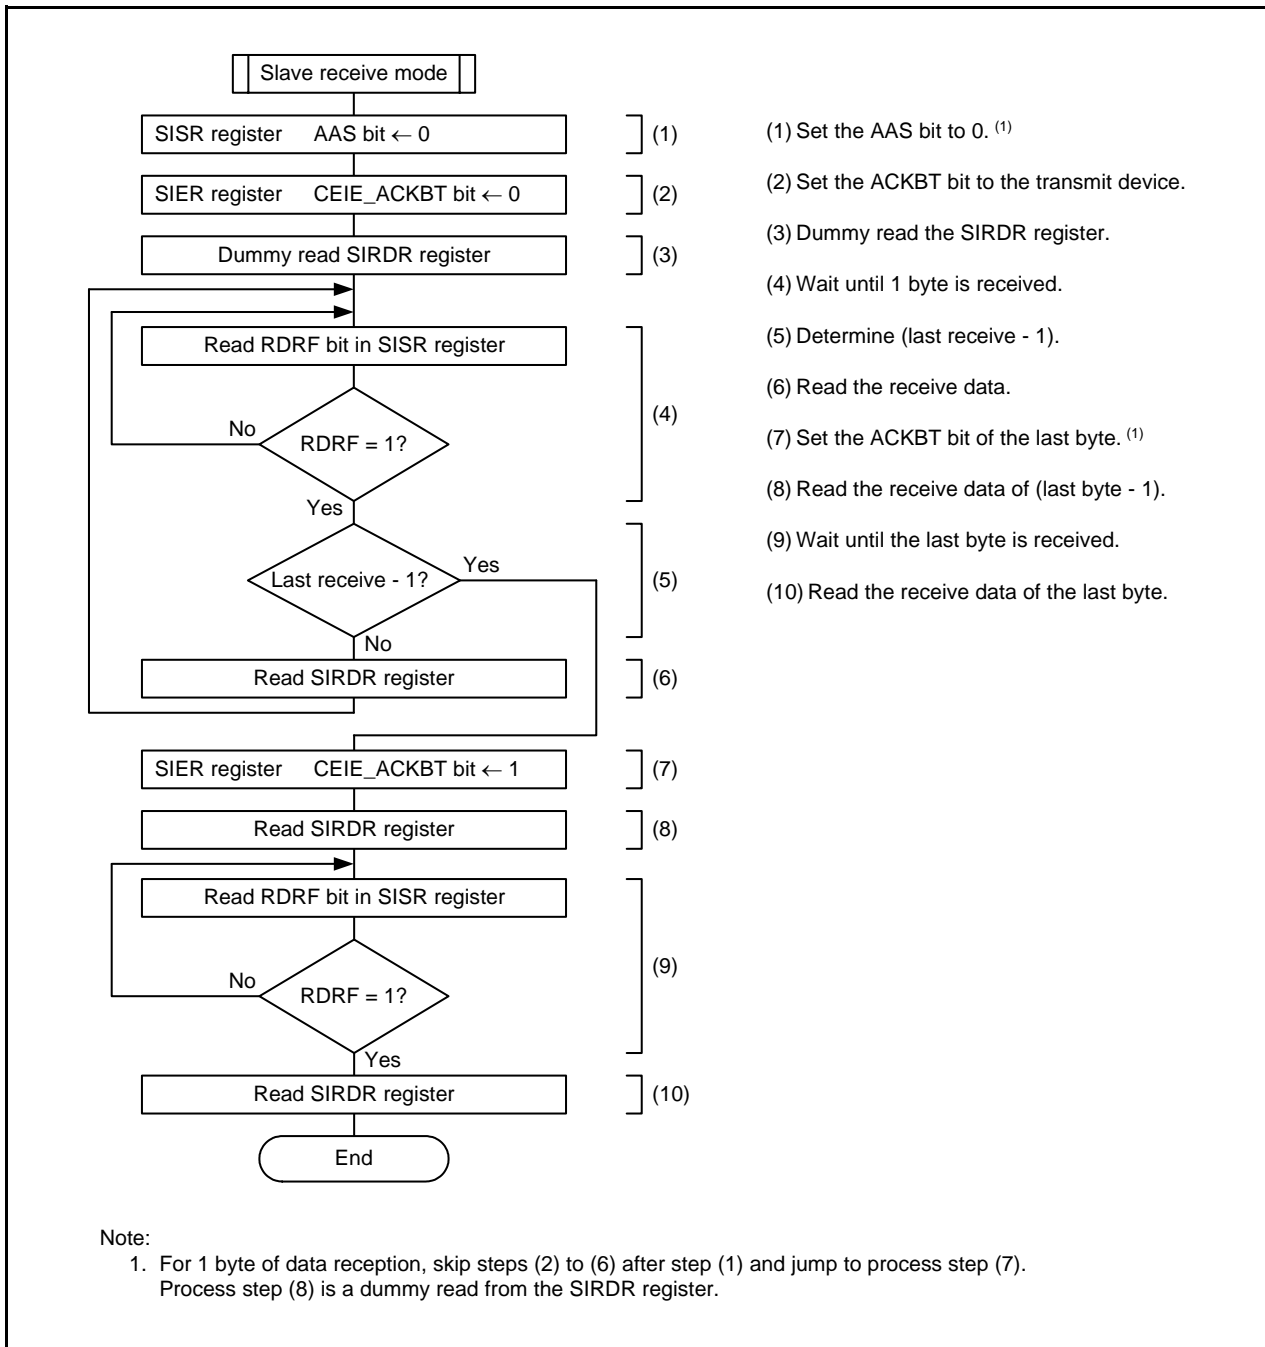 Slave receive mode
SISR register AAS bit ← 0
(1)
SIER register CEIE_ACKBT bit ← 0
(2)
Dummy read SIRDR register
(3)
Read RDRF bit in SISR register
RDRF = 1?
No
Yes
(4)
Last receive - 1?
Yes
No
(5)
Read SIRDR register
(6)
SIER register CEIE_ACKBT bit ← 1
(7)
Read SIRDR register
(8)
Read RDRF bit in SISR register
RDRF = 1?
No
Yes
(9)
Read SIRDR register
(10)
End
(1) Set the AAS bit to 0. (1)
(2) Set the ACKBT bit to the transmit device.
(3) Dummy read the SIRDR register.
(4) Wait until 1 byte is received.
(5) Determine (last receive - 1).
(6) Read the receive data.
(7) Set the ACKBT bit of the last byte. (1)
(8) Read the receive data of (last byte - 1).
(9) Wait until the last byte is received.
(10) Read the receive data of the last byte.
Note:
1. For 1 byte of data reception, skip steps (2) to (6) after step (1) and jump to process step (7).
Process step (8) is a dummy read from the SIRDR register.